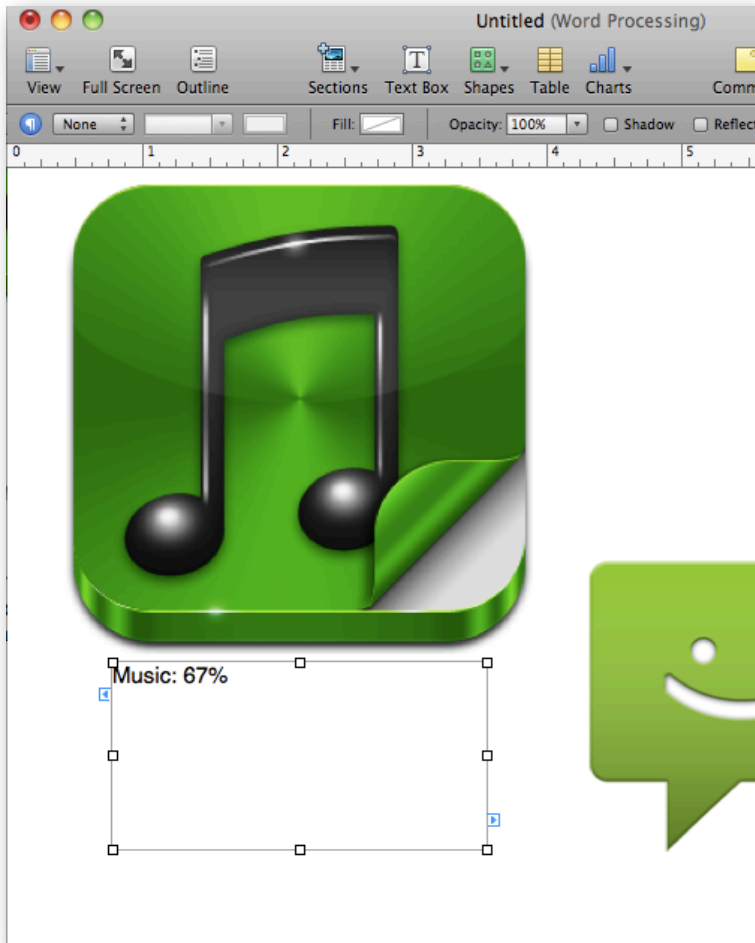 Untitled (Word Processing)
View Full Screen Outline Sections Text Box Shapes Table Charts Comm
None Fill: Opacity: 100% Shadow Reflect
0 1 2 3 4 5
Music: 67%